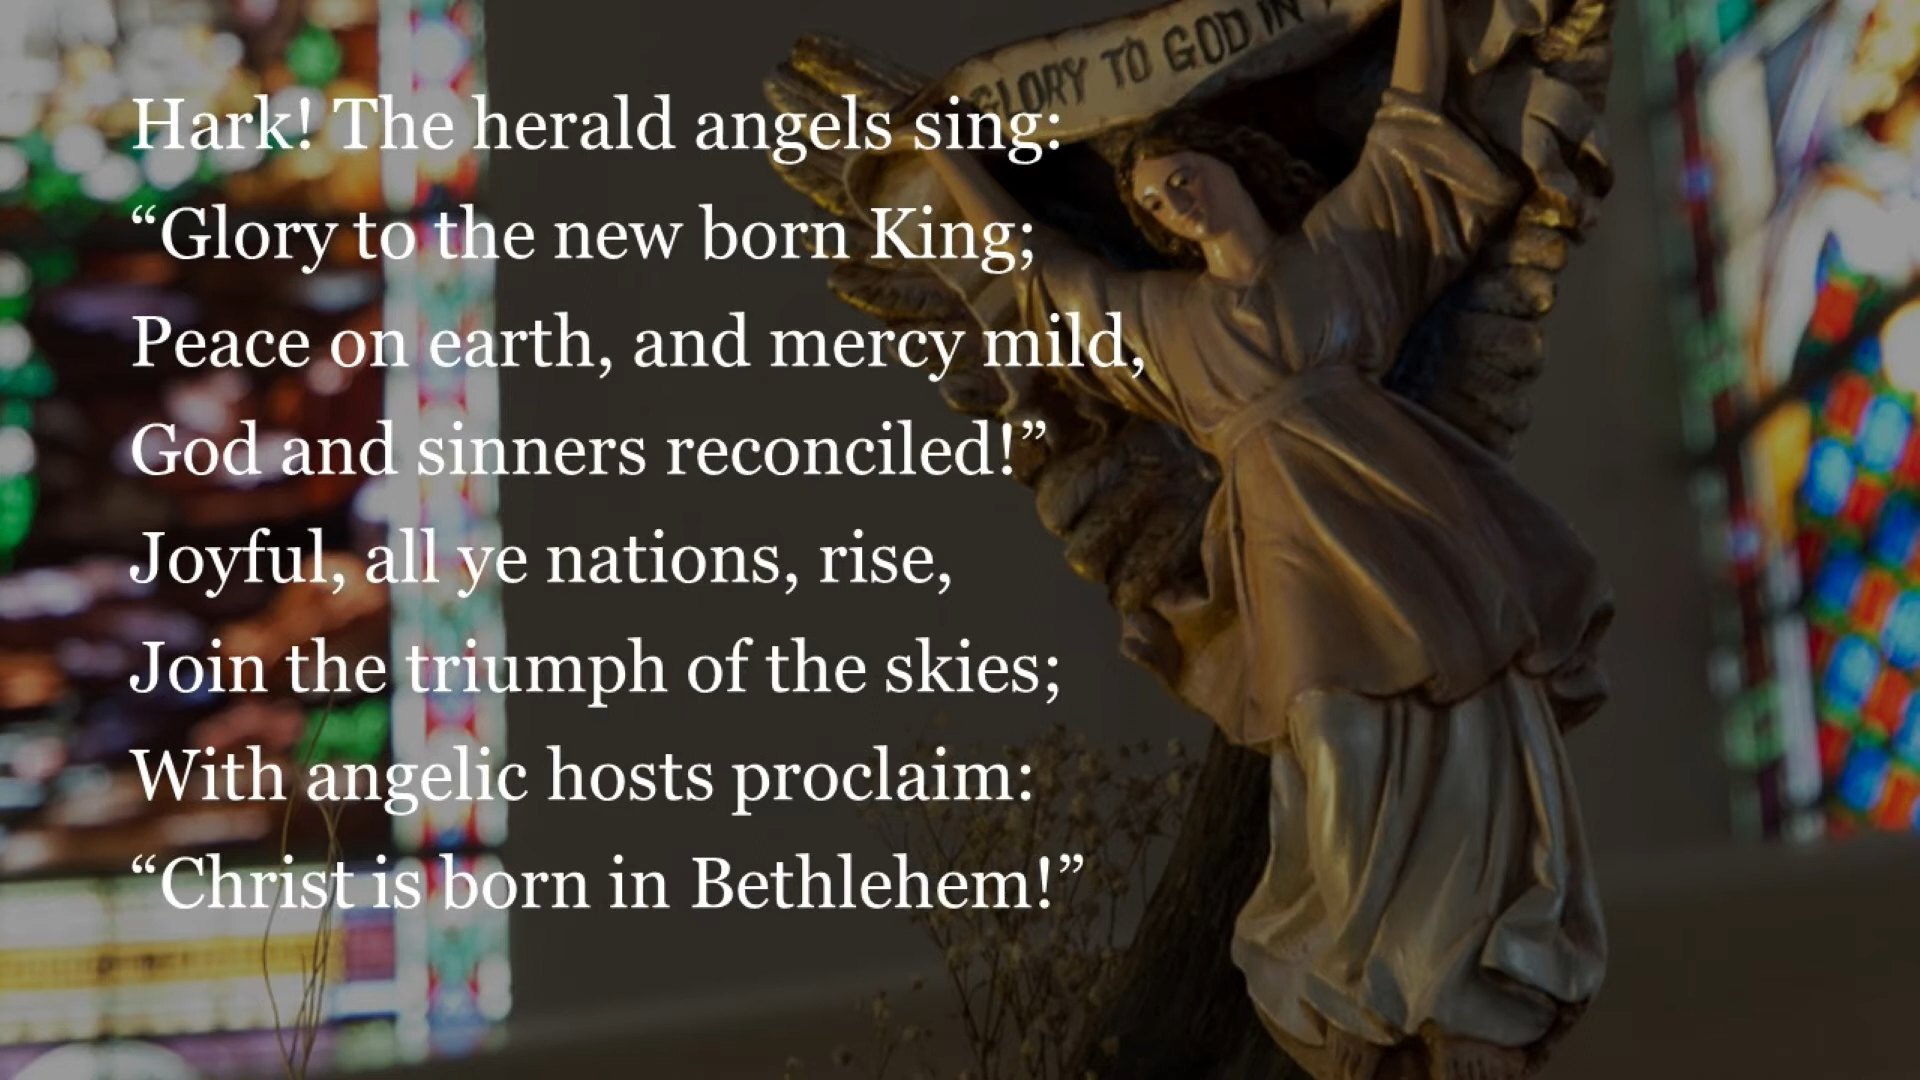 GLORY TO GOD IN
Hark! The herald angels sing:
“Glory to the new born King;
Peace on earth, and mercy mild,
God and sinners reconciled!”
Joyful, all ye nations, rise,
Join the triumph of the skies;
With angelic hosts proclaim:
“Christ is born in Bethlehem!”